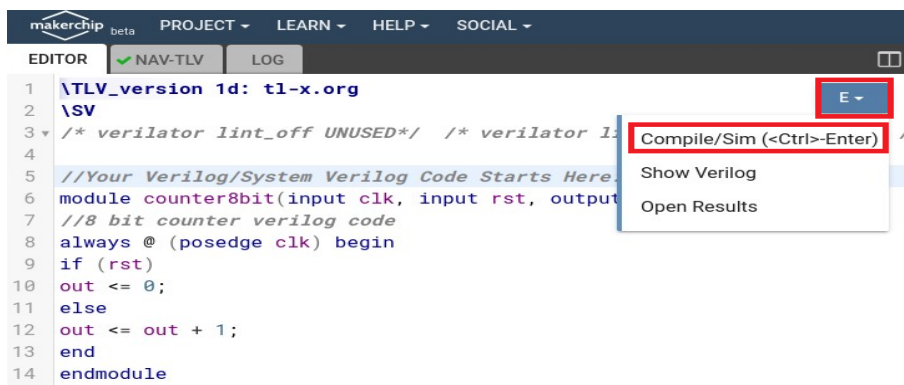 makerchip beta PROJECT LEARN HELP SOCIAL
EDITOR NAV-TLV LOG
1 \TLV_version 1d: tl-x.org
2 \SV
3 /* verilator lint_off UNUSED*/ /* verilator /
4
5 //Your Verilog/System Verilog Code Starts Here
6 module counter8bit(input clk, input rst, output
7 //8 bit counter verilog code
8 always @ (posedge clk) begin
9 if (rst)
10 out <= 0;
11 else
12 out <= out + 1;
13 end
14 endmodule
E
Compile/Sim (<Ctrl>-Enter)
Show Verilog
Open Results